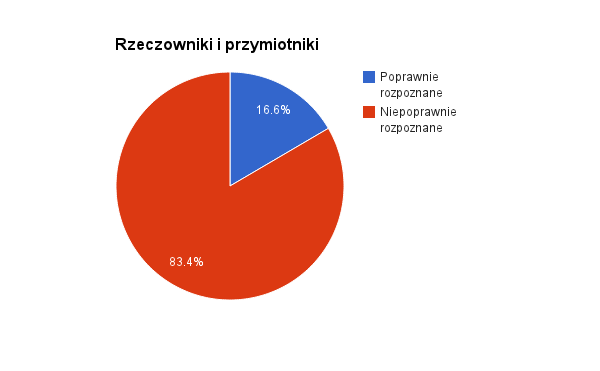 Rzeczowniki i przymiotniki
Poprawnie
rozpoznane
Niepoprawnie
rozpoznane
16.6%
83.4%